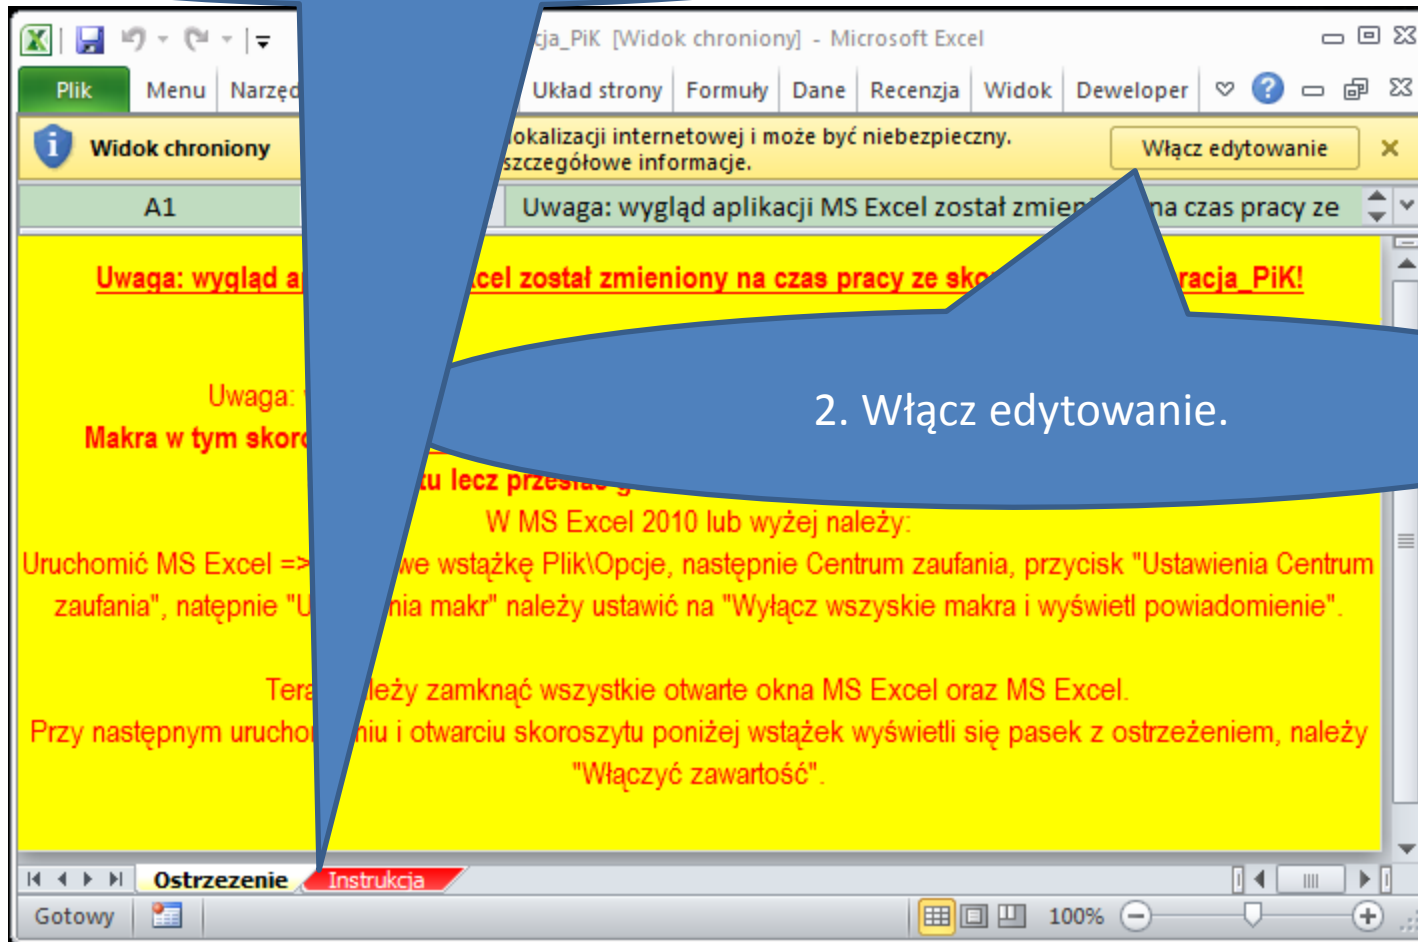 cja_PiK [Widok chroniony] - Microsoft Excel
Plik Menu Narzęd Układ strony Formuły Dane Recenzja Widok Deweloper
Widok chroniony lokalizacji internetowej i może być niebezpieczny. Włącz edytowanie
szczegółowe informacje.
A1 Uwaga: wygląd aplikacji MS Excel został zmie na czas pracy ze
Uwaga: wygląd a cel został zmieniony na czas pracy ze sko racja_PiK!
2. Włącz edytowanie.
Uwaga:
Makra w tym skoro
tu lecz przesłać g
W MS Excel 2010 lub wyżej należy:
Uruchomić MS Excel => we wstążkę Plik\Opcje, następnie Centrum zaufania, przycisk "Ustawienia Centrum
zaufania", natępnie "U nia makr" należy ustawić na "Wyłącz wszyskie makra i wyświetl powiadomienie".
Tera leży zamknąć wszystkie otwarte okna MS Excel oraz MS Excel.
Przy następnym urucho niu i otwarciu skoroszytu poniżej wstążek wyświetli się pasek z ostrzeżeniem, należy
"Włączyć zawartość".
Ostrzezenie Instrukcja
Gotowy 100%